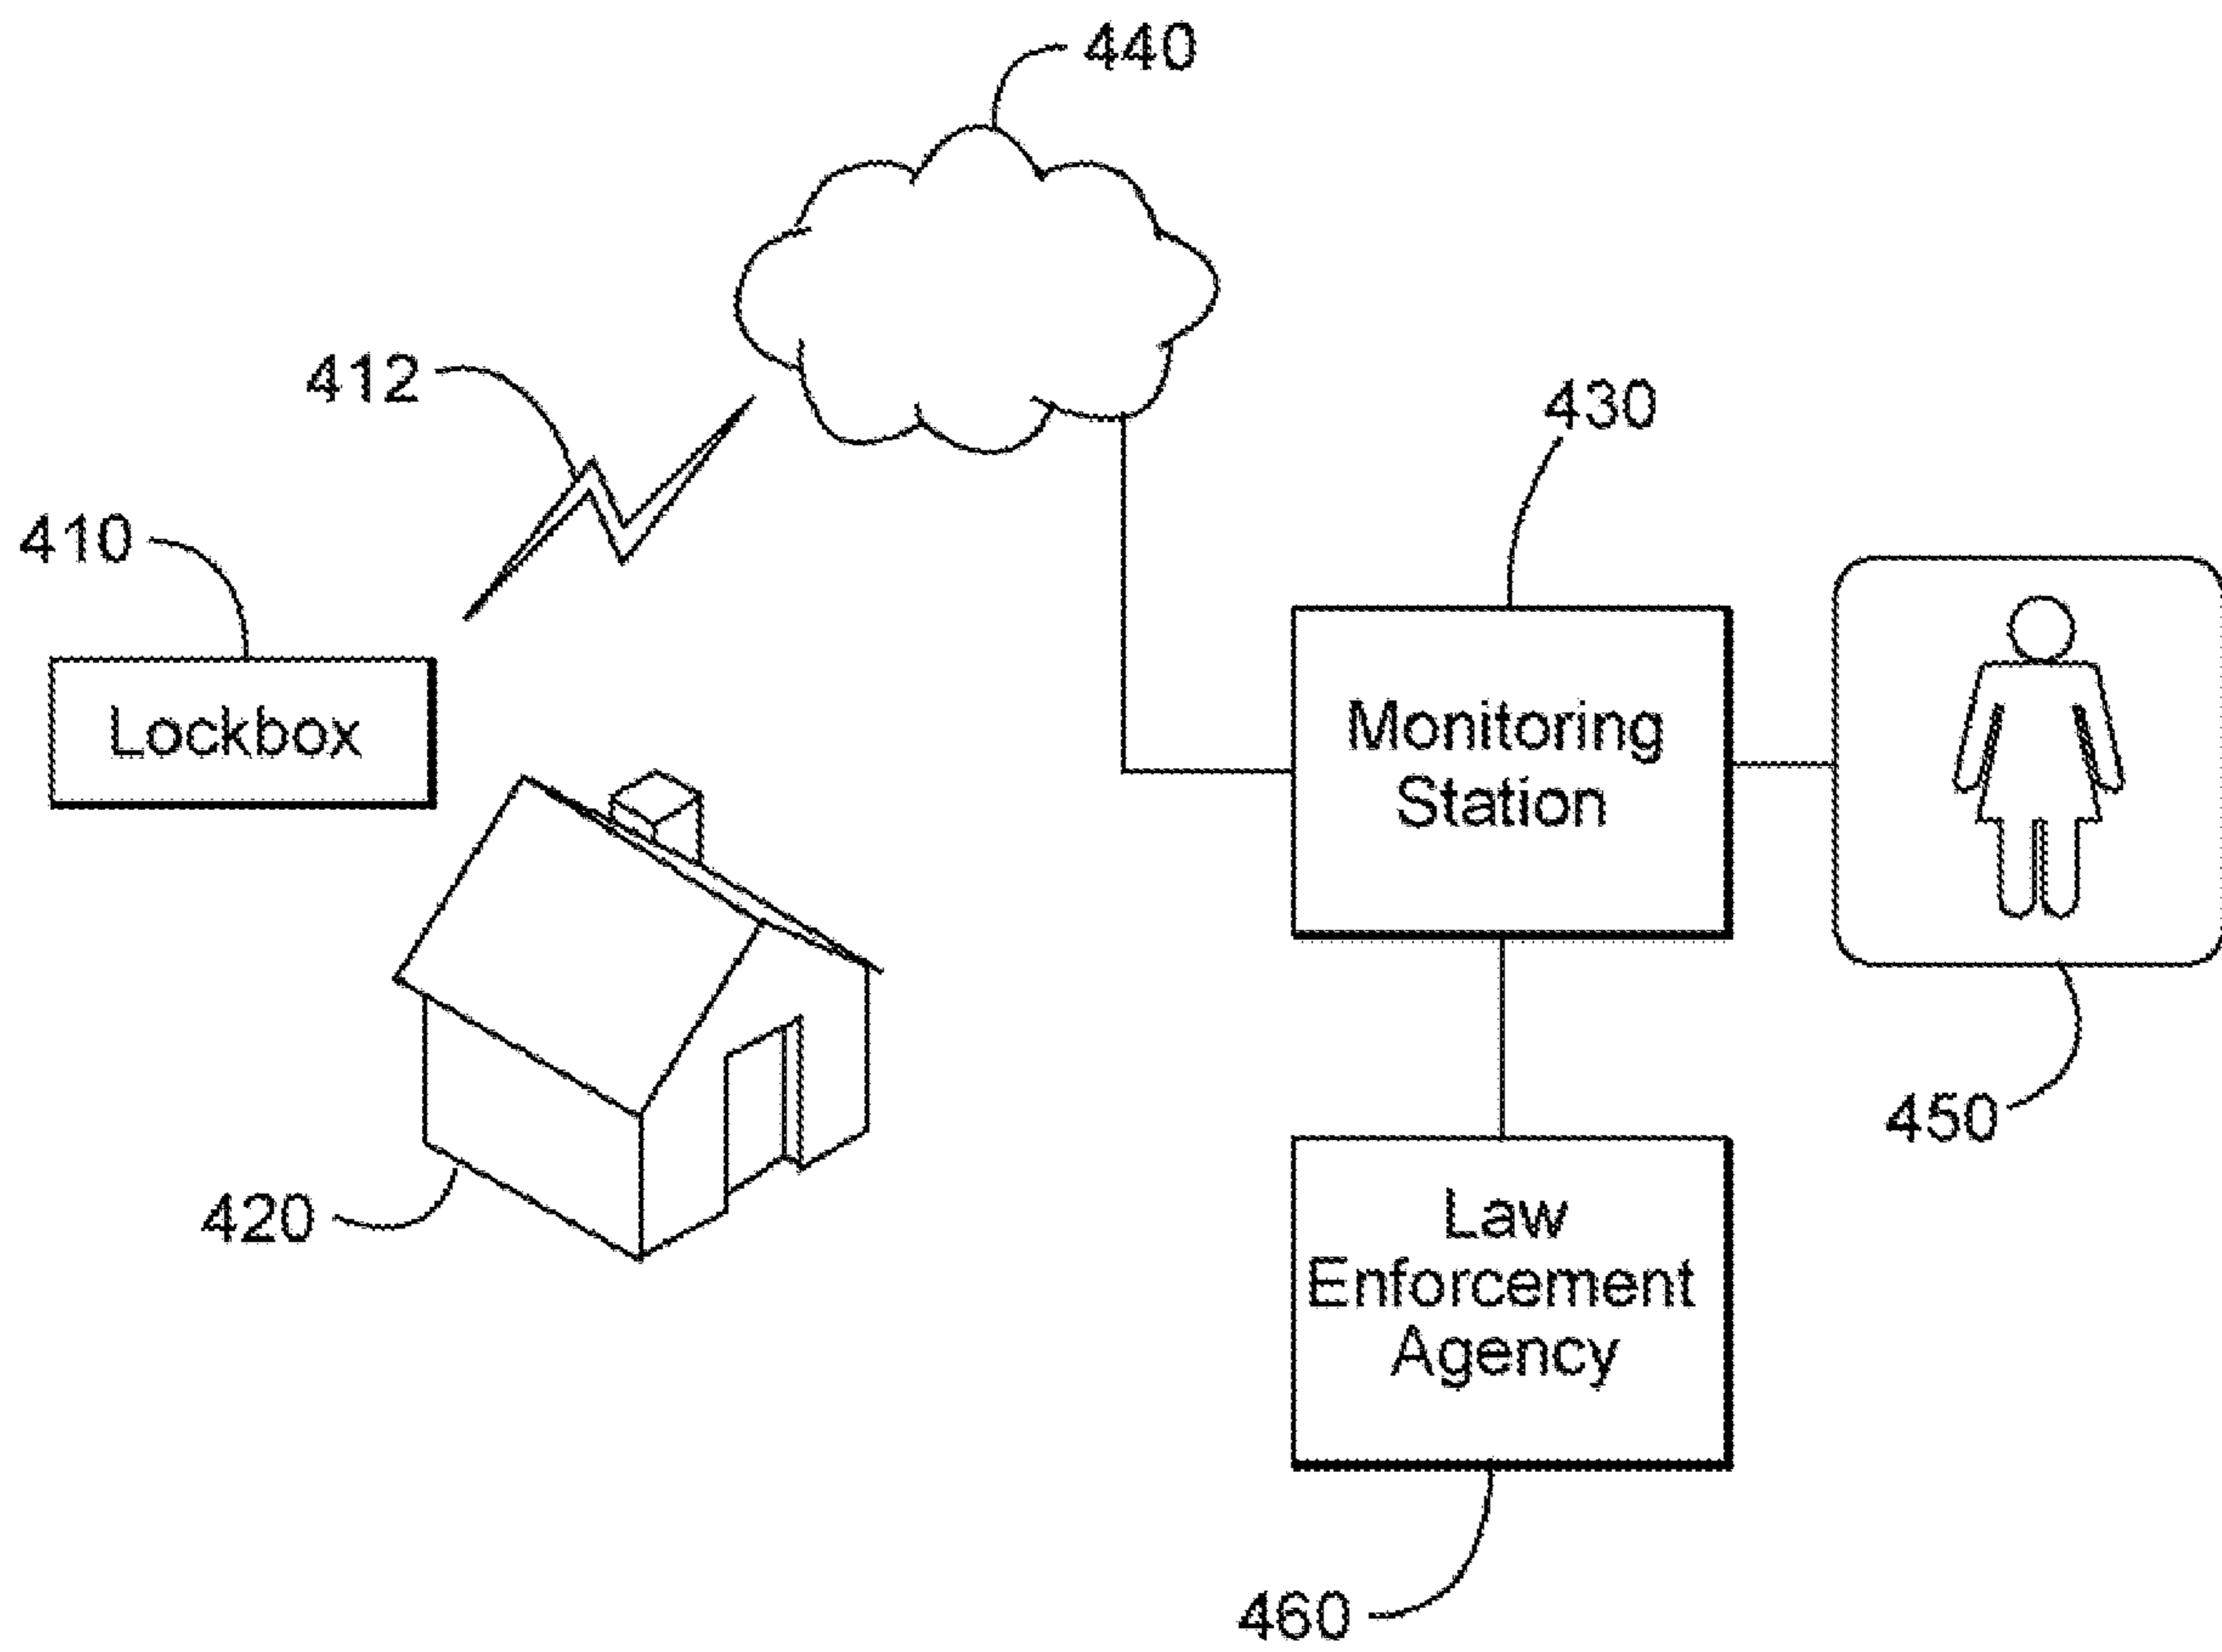 440
412
430
410
Lockbox
Monitoring
Station
450
420
Law
Enforcement
Agency
460